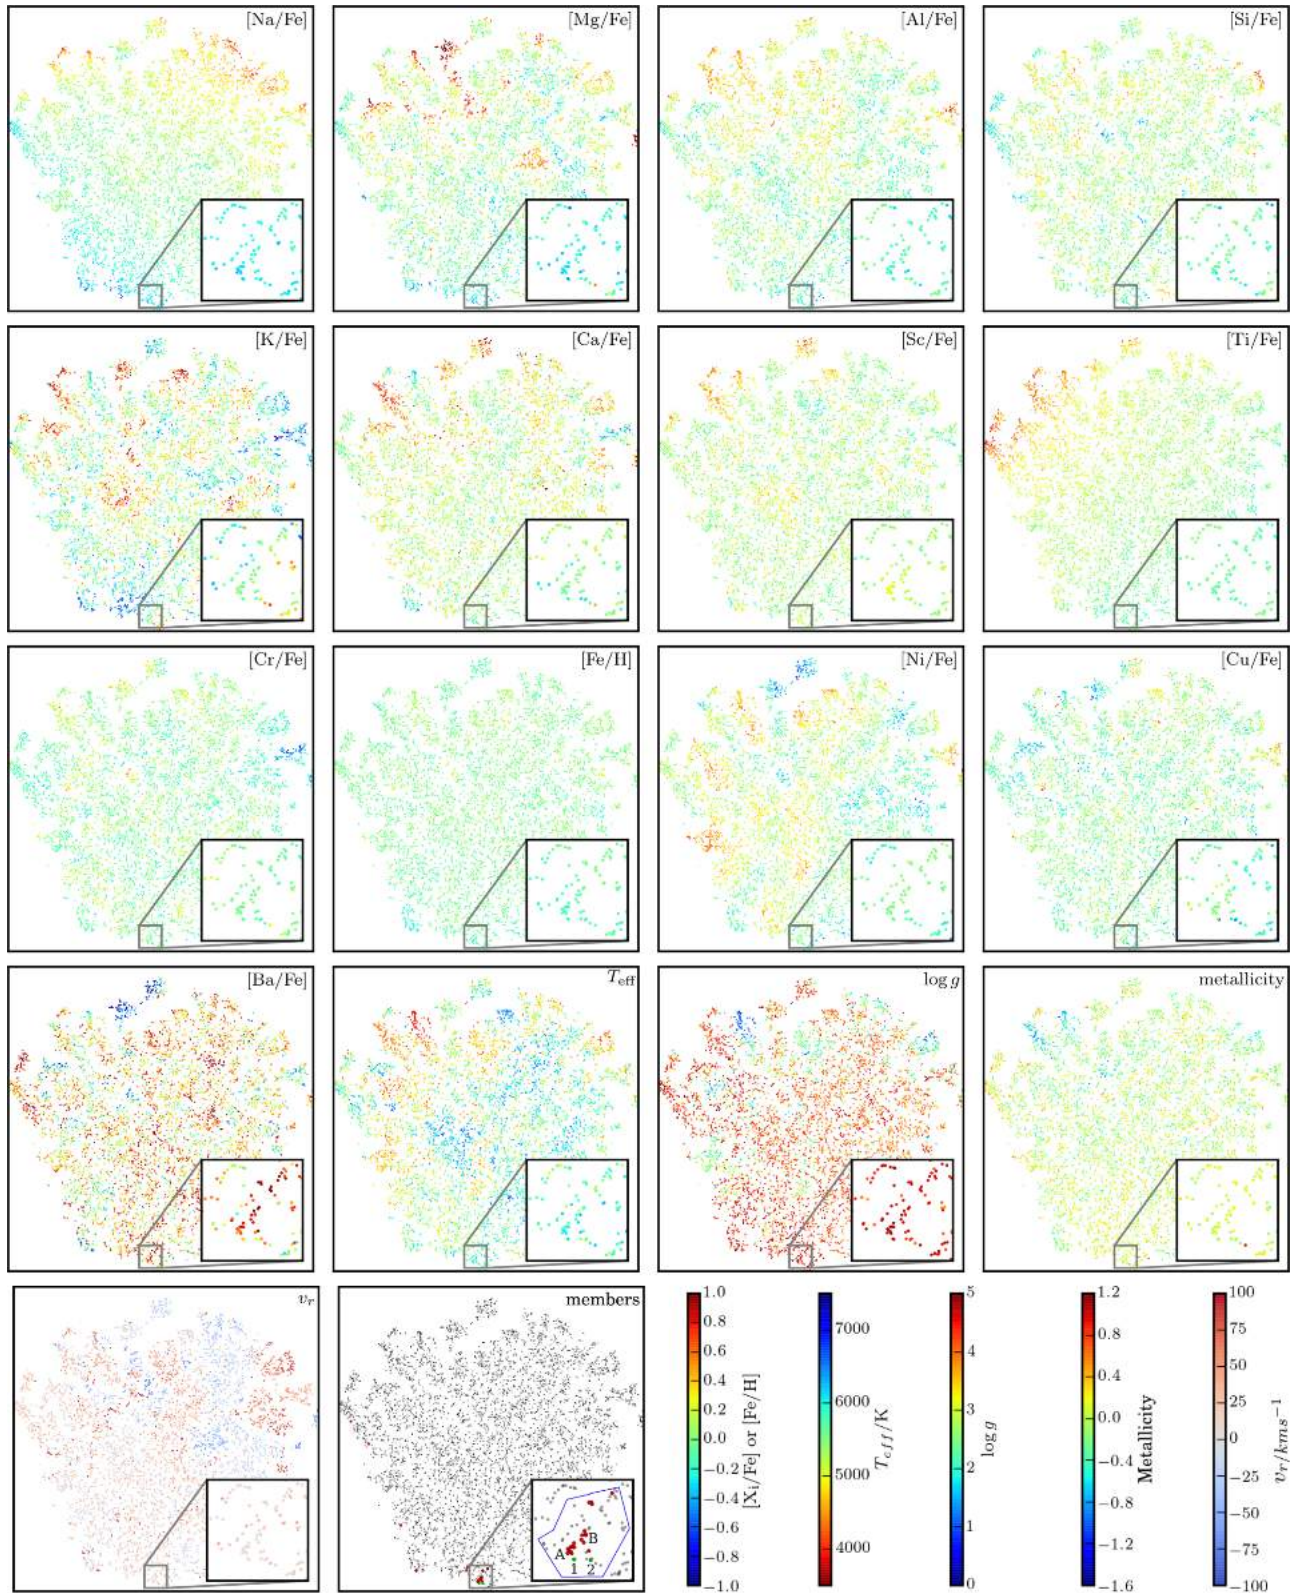 [Na/Fe]
[Mg/Fe]
[Al/Fe]
[Si/Fe]
[K/Fe]
[Ca/Fe]
[Sc/Fe]
[Ti/Fe]
[Cr/Fe]
[Fe/H]
[Ni/Fe]
[Cu/Fe]
[Ba/Fe]
T_eff
log g
metallicity
v_r
members
A
B
1
2
1.0
0.8
0.6
0.4
0.2
0.0
−0.2
−0.4
−0.6
−0.8
−1.0
[X_i/Fe] or [Fe/H]
7000
6000
5000
4000
T_eff/K
5
4
3
2
1
0
log g
1.2
0.8
0.4
0.0
−0.4
−0.8
−1.2
−1.6
Metallicity
100
75
50
25
0
−25
−50
−75
−100
v_r/kms^−1